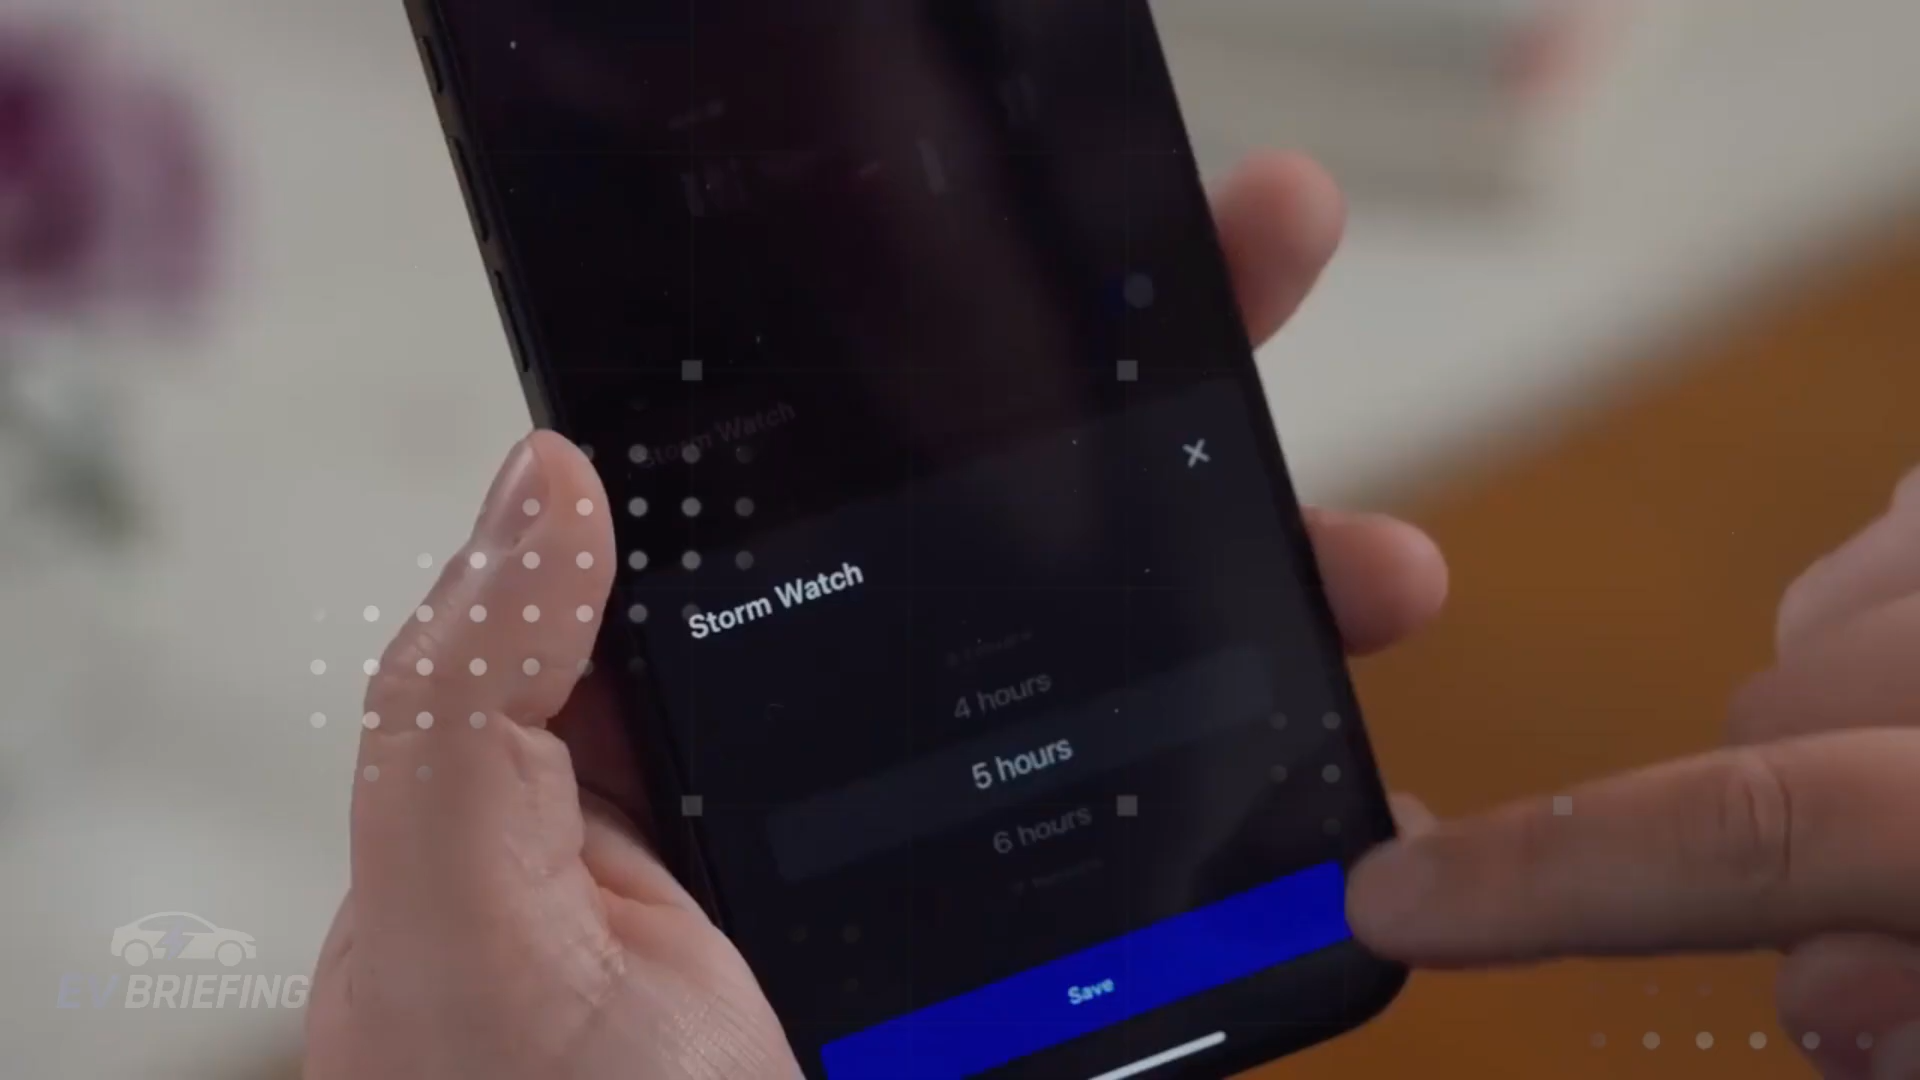 Storm Watch
Storm Watch
4 hours
5 hours
6 hours
Save
EV BRIEFING